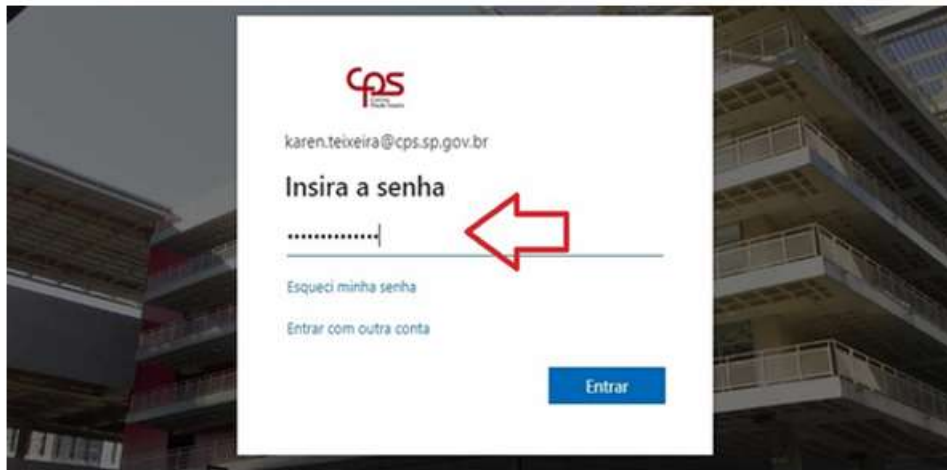 cps
karen.teixeira@cps.sp.gov.br
Insira a senha
Esqueci minha senha
Entrar com outra conta
Entrar